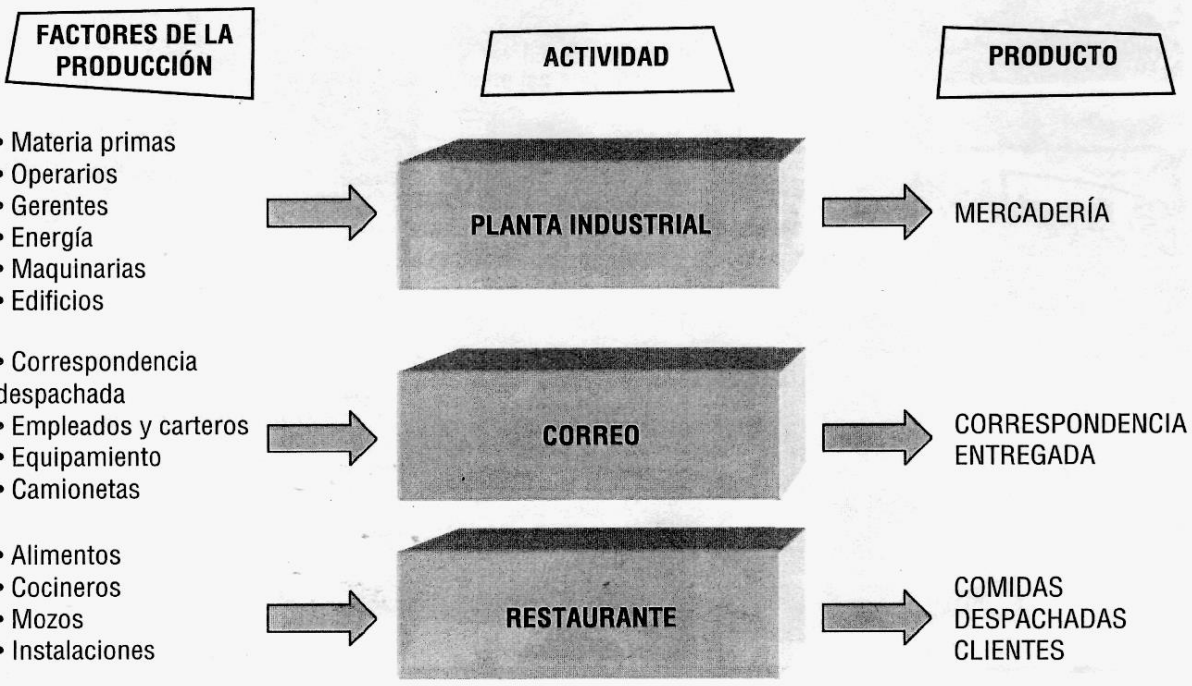 FACTORES DE LA
PRODUCCIÓN
ACTIVIDAD
PRODUCTO
• Materia primas
• Operarios
• Gerentes
• Energía
• Maquinarias
• Edificios
PLANTA INDUSTRIAL
MERCADERÍA
• Correspondencia
despachada
• Empleados y carteros
• Equipamiento
• Camionetas
CORREO
CORRESPONDENCIA
ENTREGADA
• Alimentos
• Cocineros
• Mozos
• Instalaciones
RESTAURANTE
COMIDAS
DESPACHADAS
CLIENTES